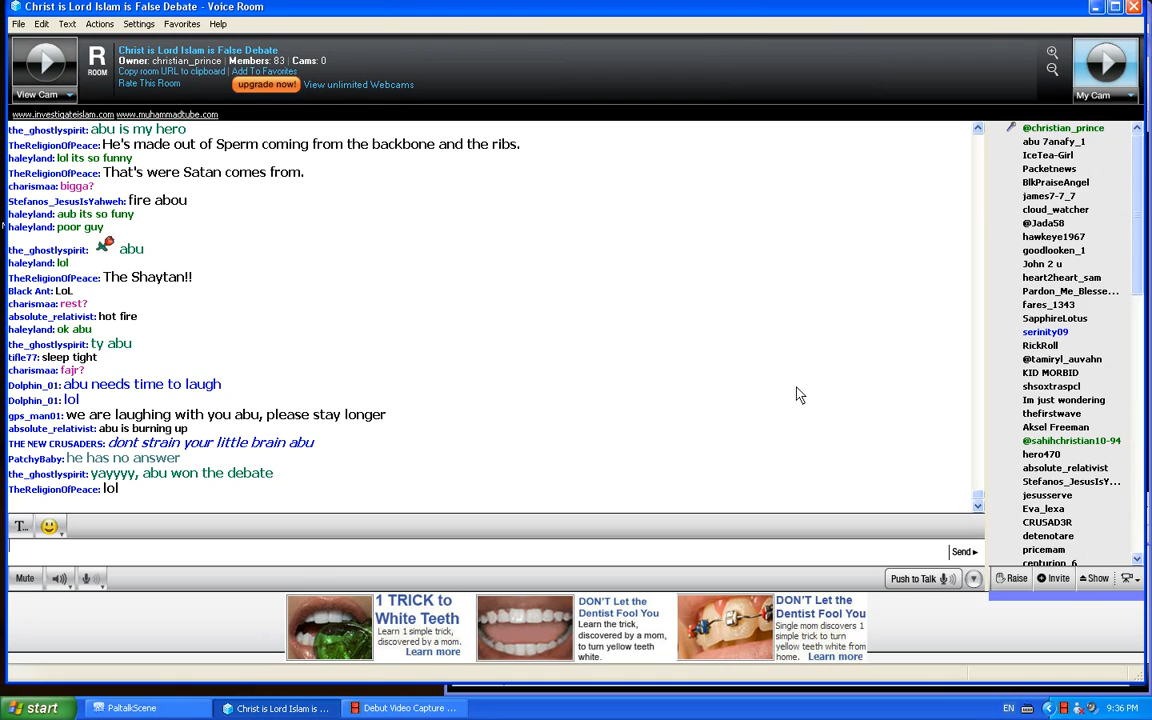 Christ is Lord Islam is False Debate - Voice Room
File Edit Text Actions Settings Favorites Help
View Cam
R
ROOM
Christ is Lord Islam is False Debate
Owner: christian_prince | Members: 83 | Cams: 0
Copy room URL to clipboard | Add To Favorites
Rate This Room
upgrade now! View unlimited Webcams
My Cam
www.investigateislam.com www.muhammadtube.com
the_ghostlyspirit: abu is my hero
TheReligionOfPeace: He's made out of Sperm coming from the backbone and the ribs.
haleyland: lol its so funny
TheReligionOfPeace: That's were Satan comes from.
charismaa: bigga?
Stefanos_JesusIsYahweh: fire abou
haleyland: aub its so funy
haleyland: poor guy
the_ghostlyspirit: abu
haleyland: lol
TheReligionOfPeace: The Shaytan!!
Black Ant: LoL
charismaa: rest?
absolute_relativist: hot fire
haleyland: ok abu
the_ghostlyspirit: ty abu
tifle77: sleep tight
charismaa: fajr?
Dolphin_01: abu needs time to laugh
Dolphin_01: lol
gps_man01: we are laughing with you abu, please stay longer
absolute_relativist: abu is burning up
THE NEW CRUSADERS: dont strain your little brain abu
PatchyBaby: he has no answer
the_ghostlyspirit: yayyyy, abu won the debate
TheReligionOfPeace: lol
@christian_prince
abu 7anafy_1
IceTea-Girl
Packetnews
BlkPraiseAngel
james7-7_7
cloud_watcher
@Jada58
hawkeye1967
goodlooken_1
John 2 u
heart2heart_sam
Pardon_Me_Blesse...
fares_1343
SapphireLotus
serinity09
RickRoll
@tamiryl_auvahn
KID MORBID
shsoxtraspcl
Im just wondering
thefirstwave
Aksel Freeman
@sahihchristian10-94
hero470
absolute_relativist
Stefanos_JesusIsY...
jesusserve
Eva_lexa
CRUSAD3R
detenotare
pricemam
centurion_6
T...
Send
Mute
Push to Talk
Raise Invite Show
1 TRICK to
White Teeth
Learn 1 simple trick,
discovered by a mom.
Learn more
DON'T Let the
Dentist Fool You
Learn the trick,
discovered by a mom,
to turn yellow teeth
white.
DON'T Let the
Dentist Fool You
Single mom discovers 1
simple trick to turn
yellow teeth white from
home. Learn more
start PaltalkScene Christ is Lord Islam is ... Debut Video Capture ... EN 9:36 PM